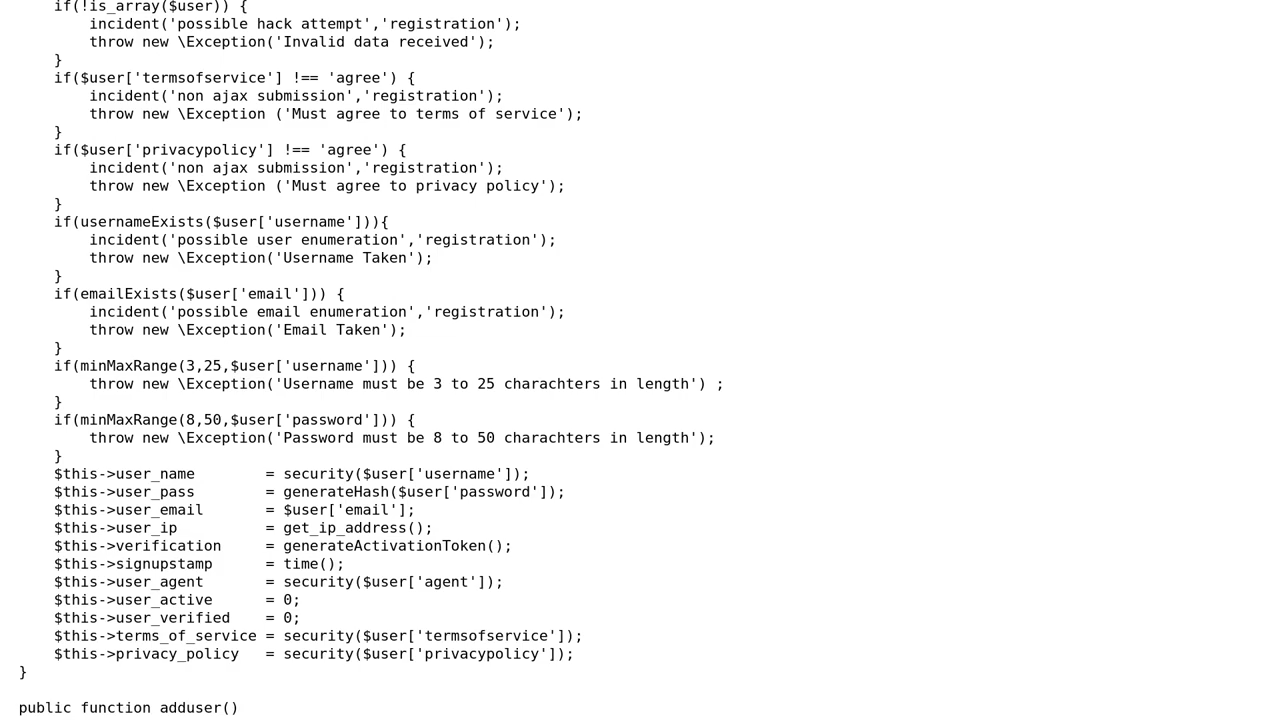 if(!is_array($user)) {
incident('possible hack attempt','registration');
throw new \Exception('Invalid data received');
}
if($user['termsofservice'] !== 'agree') {
incident('non ajax submission','registration');
throw new \Exception ('Must agree to terms of service');
}
if($user['privacypolicy'] !== 'agree') {
incident('non ajax submission','registration');
throw new \Exception ('Must agree to privacy policy');
}
if(usernameExists($user['username'])){
incident('possible user enumeration','registration');
throw new \Exception('Username Taken');
}
if(emailExists($user['email'])) {
incident('possible email enumeration','registration');
throw new \Exception('Email Taken');
}
if(minMaxRange(3,25,$user['username'])) {
throw new \Exception('Username must be 3 to 25 charachters in length') ;
}
if(minMaxRange(8,50,$user['password'])) {
throw new \Exception('Password must be 8 to 50 charachters in length');
}
$this->user_name        = security($user['username']);
$this->user_pass        = generateHash($user['password']);
$this->user_email       = $user['email'];
$this->user_ip          = get_ip_address();
$this->verification     = generateActivationToken();
$this->signupstamp      = time();
$this->user_agent       = security($user['agent']);
$this->user_active      = 0;
$this->user_verified    = 0;
$this->terms_of_service = security($user['termsofservice']);
$this->privacy_policy   = security($user['privacypolicy']);
}
public function adduser()